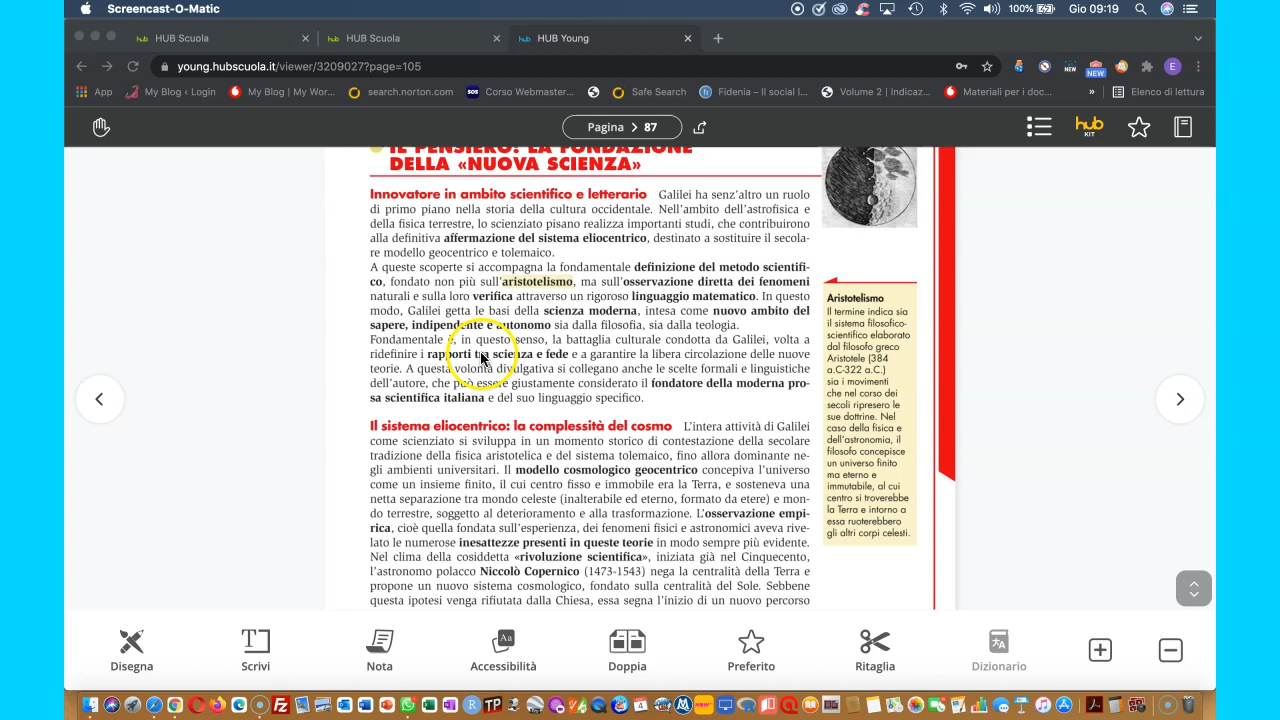 Screencast-O-Matic
100%
Gio 09:19
HUB Scuola
HUB Scuola
HUB Young
young.hubscuola.it/viewer/3209027?page=105
NEW
NEW
E
App
My Blog ‹ Login
My Blog | My Wor...
search.norton.com
SOS
Corso Webmaster...
Safe Search
Fidenia – Il social l...
Volume 2 | Indicaz...
Materiali per i doc...
»
Elenco di lettura
Pagina > 87
hub
KIT
IL PENSIERO: LA FONDAZIONE
DELLA «NUOVA SCIENZA»
Innovatore in ambito scientifico e letterario Galilei ha senz'altro un ruolo
di primo piano nella storia della cultura occidentale. Nell'ambito dell'astrofisica e
della fisica terrestre, lo scienziato pisano realizza importanti studi, che contribuirono
alla definitiva affermazione del sistema eliocentrico, destinato a sostituire il secola-
re modello geocentrico e tolemaico.
A queste scoperte si accompagna la fondamentale definizione del metodo scientifi-
co, fondato non più sull'aristotelismo, ma sull'osservazione diretta dei fenomeni
naturali e sulla loro verifica attraverso un rigoroso linguaggio matematico. In questo
modo, Galilei getta le basi della scienza moderna, intesa come nuovo ambito del
sapere, indipendente e autonomo sia dalla filosofia, sia dalla teologia.
Fondamentale è, in questo senso, la battaglia culturale condotta da Galilei, volta a
ridefinire i rapporti tra scienza e fede e a garantire la libera circolazione delle nuove
teorie. A questa volontà divulgativa si collegano anche le scelte formali e linguistiche
dell'autore, che può essere giustamente considerato il fondatore della moderna pro-
sa scientifica italiana e del suo linguaggio specifico.
Il sistema eliocentrico: la complessità del cosmo L'intera attività di Galilei
come scienziato si sviluppa in un momento storico di contestazione della secolare
tradizione della fisica aristotelica e del sistema tolemaico, fino allora dominante ne-
gli ambienti universitari. Il modello cosmologico geocentrico concepiva l'universo
come un insieme finito, il cui centro fisso e immobile era la Terra, e sosteneva una
netta separazione tra mondo celeste (inalterabile ed eterno, formato da etere) e mon-
do terrestre, soggetto al deterioramento e alla trasformazione. L'osservazione empi-
rica, cioè quella fondata sull'esperienza, dei fenomeni fisici e astronomici aveva rive-
lato le numerose inesattezze presenti in queste teorie in modo sempre più evidente.
Nel clima della cosiddetta «rivoluzione scientifica», iniziata già nel Cinquecento,
l'astronomo polacco Niccolò Copernico (1473-1543) nega la centralità della Terra e
propone un nuovo sistema cosmologico, fondato sulla centralità del Sole. Sebbene
questa ipotesi venga rifiutata dalla Chiesa, essa segna l'inizio di un nuovo percorso
Aristotelismo
Il termine indica sia
il sistema filosofico-
scientifico elaborato
dal filosofo greco
Aristotele (384
a.C-322 a.C.)
sia i movimenti
che nel corso dei
secoli ripresero le
sue dottrine. Nel
caso della fisica e
dell'astronomia, il
filosofo concepisce
un universo finito
ma eterno e
immutabile, al cui
centro si troverebbe
la Terra e intorno a
essa ruoterebbero
gli altri corpi celesti.
Disegna
Scrivi
Nota
Accessibilità
Doppia
Preferito
Ritaglia
Dizionario